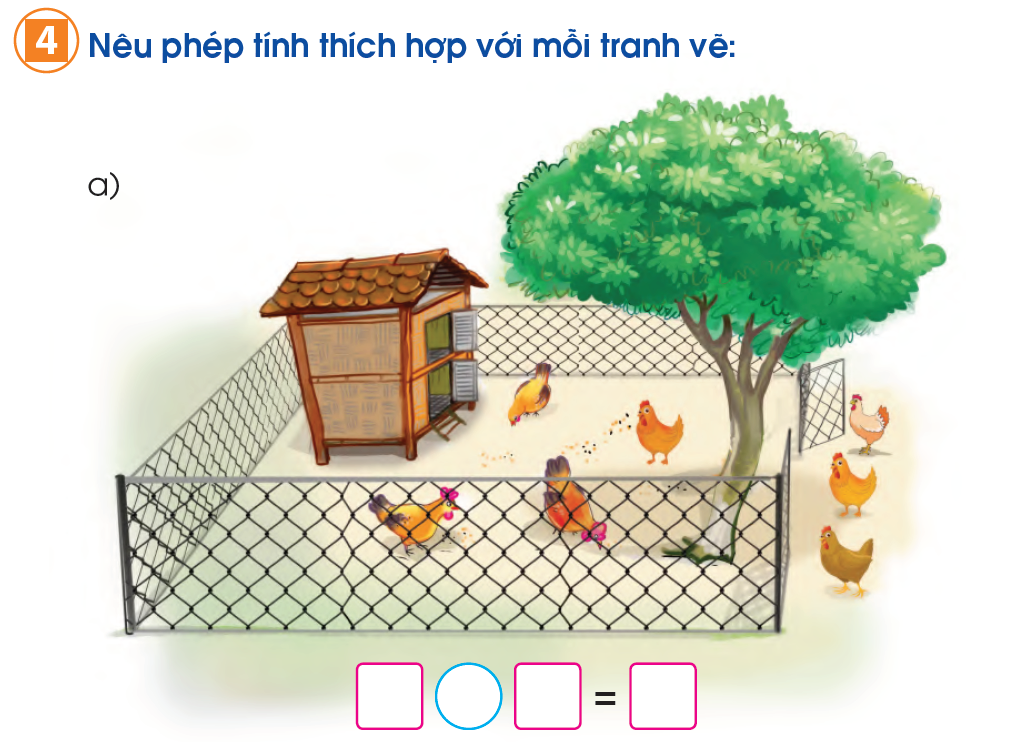 4 Nêu phép tính thích hợp với mỗi tranh vẽ:
a)
=